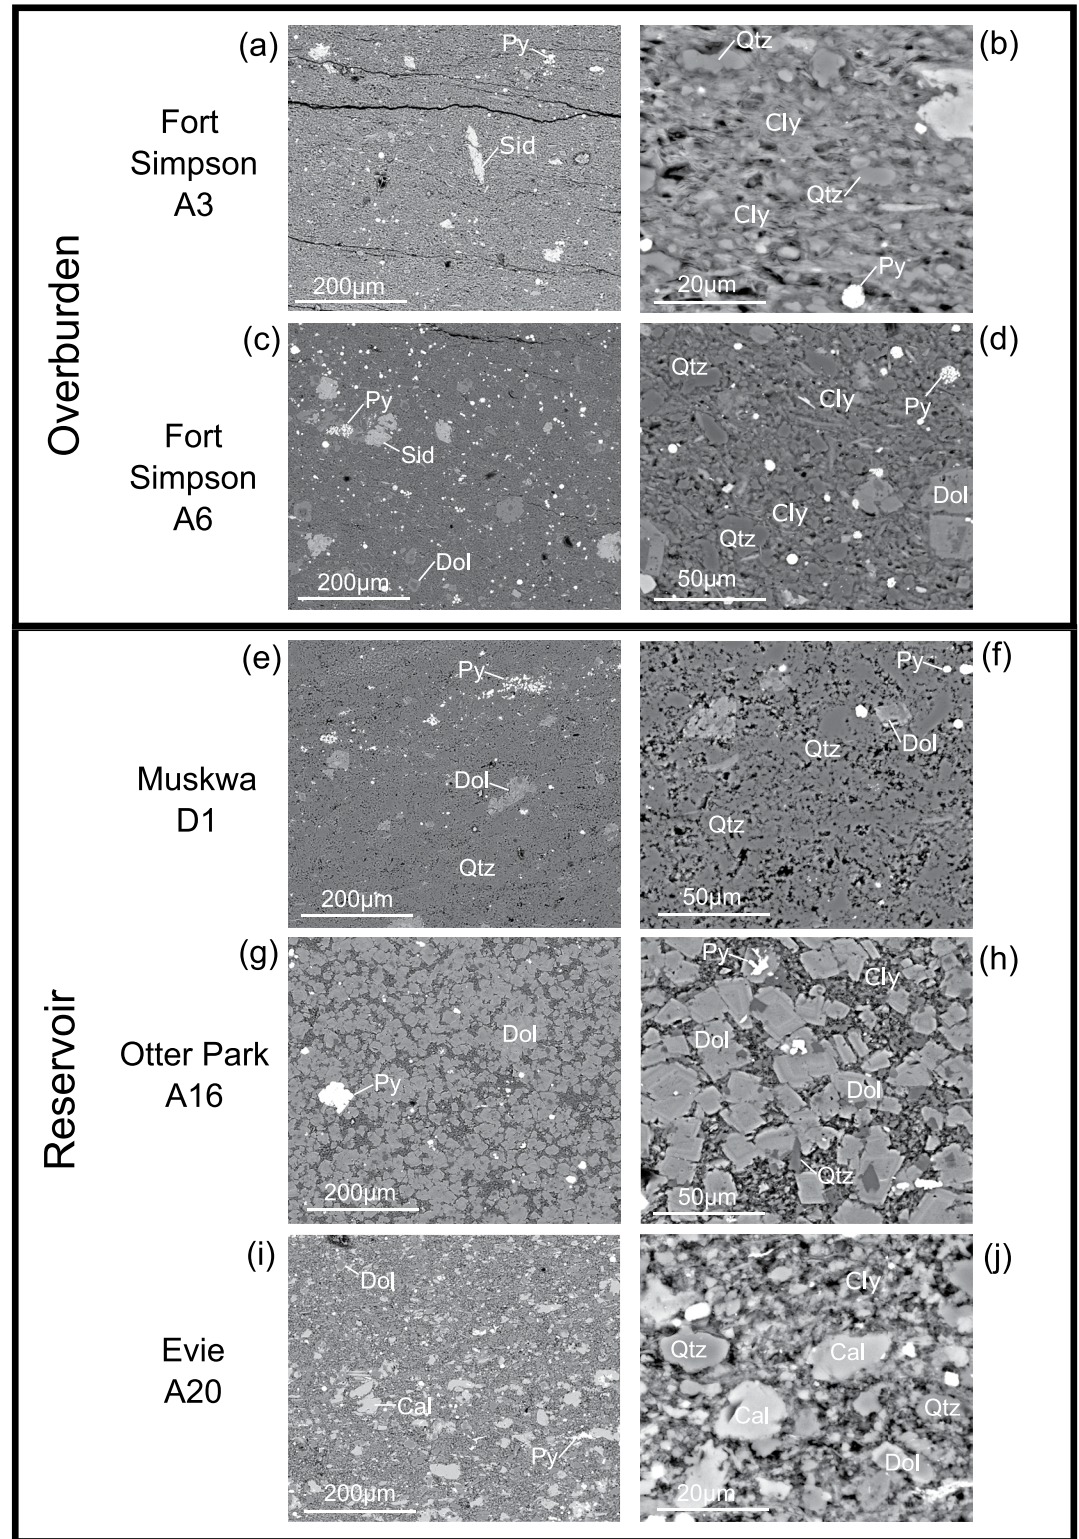 Overburden
Fort
Simpson
A3
(a)
Py
Sid
200µm
(b)
Qtz
Cly
Qtz
Cly
Py
20µm
Fort
Simpson
A6
(c)
Py
Sid
Dol
200µm
(d)
Qtz
Cly
Py
Dol
Cly
Qtz
50µm
Reservoir
Muskwa
D1
(e)
Py
Dol
Qtz
200µm
(f)
Py
Qtz
Dol
Qtz
50µm
Otter Park
A16
(g)
Dol
Py
200µm
(h)
Py
Cly
Dol
Dol
Qtz
50µm
Evie
A20
(i)
Dol
Cal
Py
200µm
(j)
Cly
Qtz
Cal
Cal
Qtz
Dol
20µm